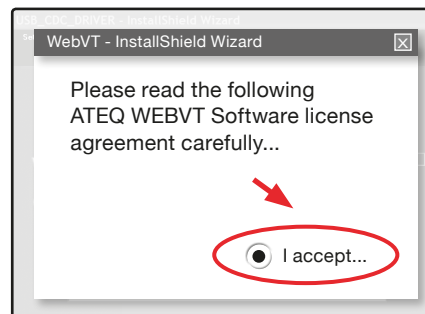 USB_CDC_DRIVER - InstallShield Wizard
WebVT - InstallShield Wizard
Please read the following
ATEQ WEBVT Software license
agreement carefully...
I accept...